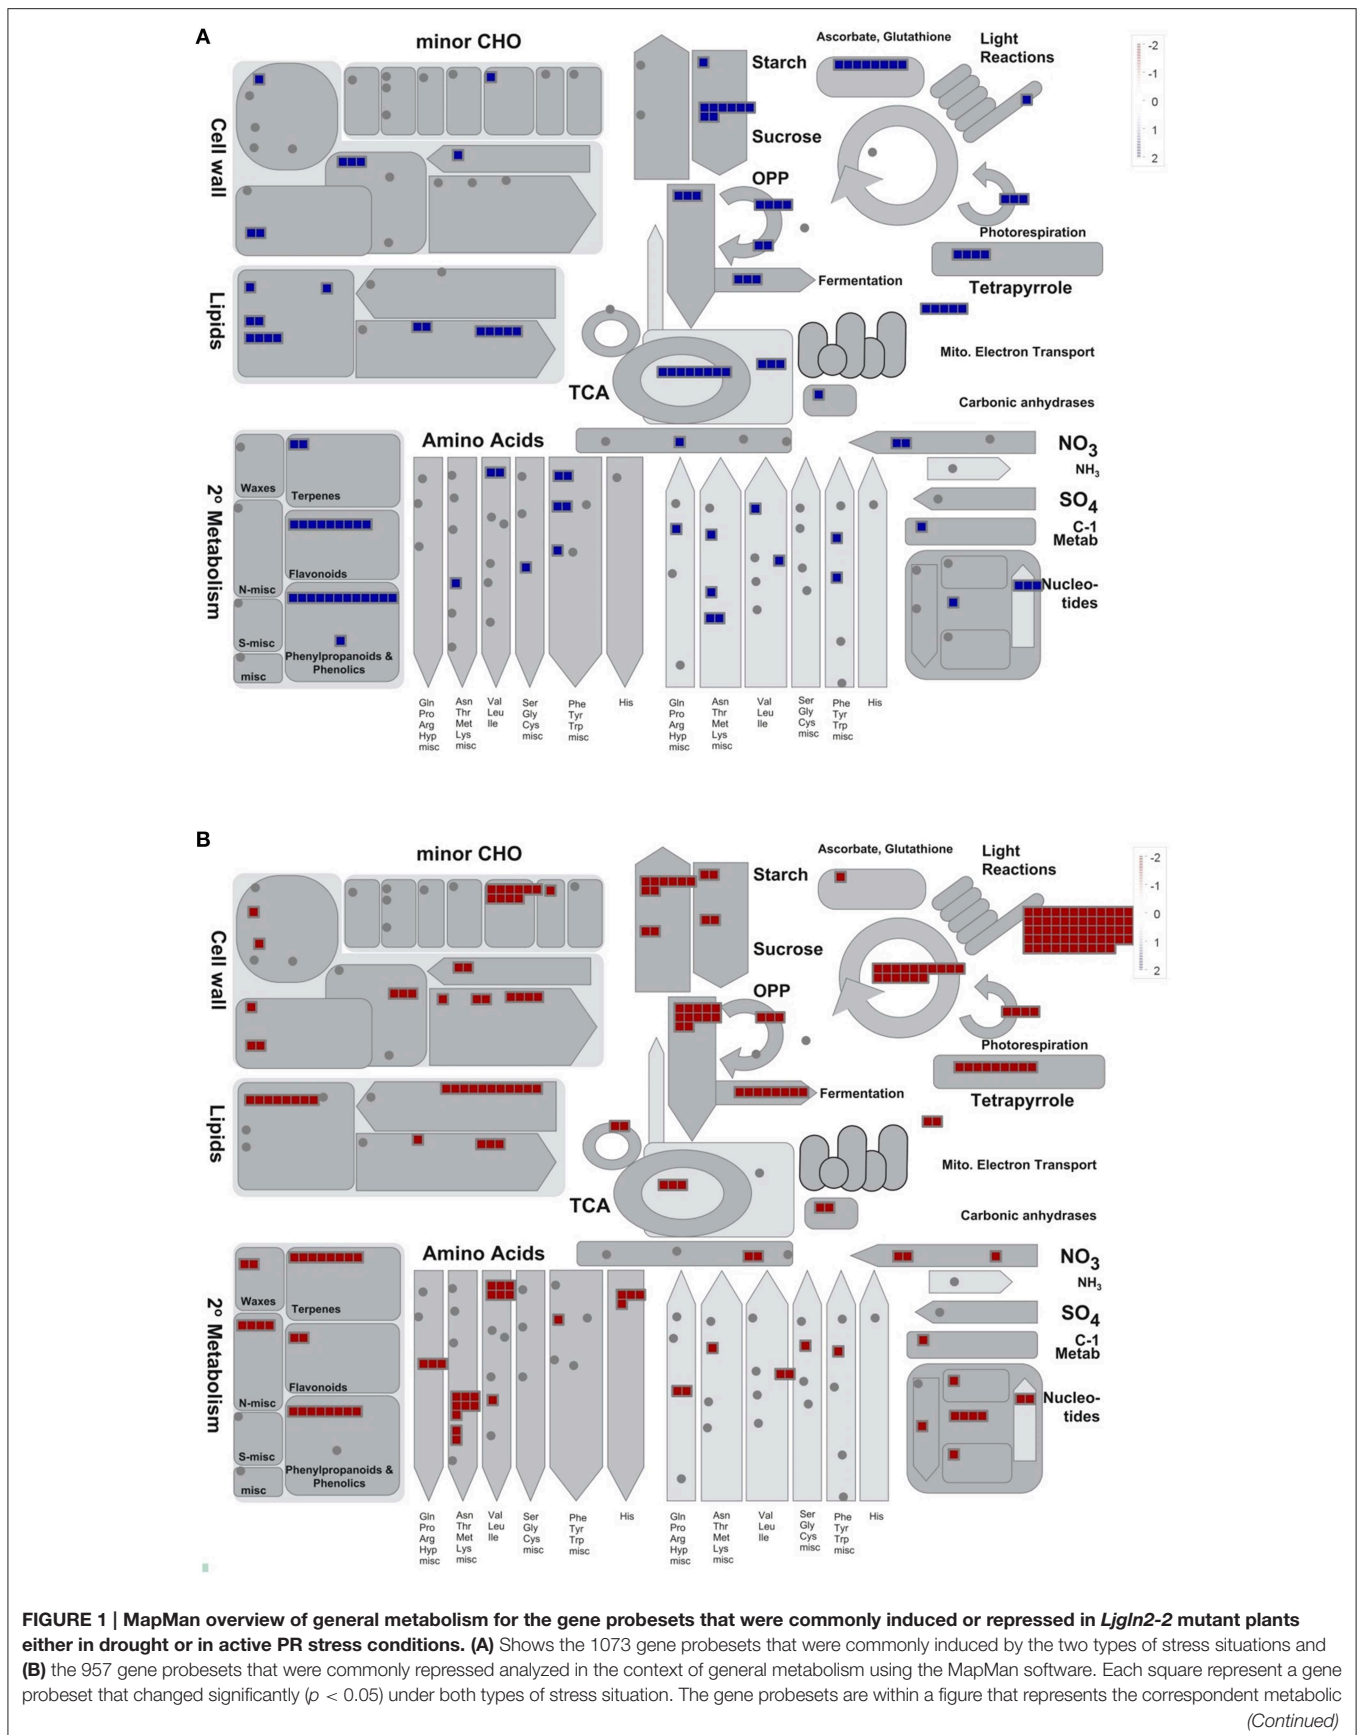 A
minor CHO
Cell wall
Lipids
2º Metabolism
Starch
Sucrose
OPP
Fermentation
TCA
Ascorbate, Glutathione
Light
Reactions
-2
-1
0
1
2
Photorespiration
Tetrapyrrole
Mito. Electron Transport
Carbonic anhydrases
Amino Acids
NO3
NH3
SO4
C-1
Metab
Nucleo-
tides
Waxes
Terpenes
Flavonoids
N-misc
S-misc
misc
Phenylpropanoids &
Phenolics
Gln
Pro
Arg
Hyp
misc
Asn
Thr
Met
Lys
misc
Val
Leu
Ile
Ser
Gly
Cys
misc
Phe
Tyr
Trp
misc
His
Gln
Pro
Arg
Hyp
misc
Asn
Thr
Met
Lys
misc
Val
Leu
Ile
Ser
Gly
Cys
misc
Phe
Tyr
Trp
misc
His
B
minor CHO
Cell wall
Lipids
2º Metabolism
Starch
Sucrose
OPP
Fermentation
TCA
Ascorbate, Glutathione
Light
Reactions
-2
-1
0
1
2
Photorespiration
Tetrapyrrole
Mito. Electron Transport
Carbonic anhydrases
Amino Acids
NO3
NH3
SO4
C-1
Metab
Nucleo-
tides
Waxes
Terpenes
Flavonoids
N-misc
S-misc
misc
Phenylpropanoids &
Phenolics
Gln
Pro
Arg
Hyp
misc
Asn
Thr
Met
Lys
misc
Val
Leu
Ile
Ser
Gly
Cys
misc
Phe
Tyr
Trp
misc
His
Gln
Pro
Arg
Hyp
misc
Asn
Thr
Met
Lys
misc
Val
Leu
Ile
Ser
Gly
Cys
misc
Phe
Tyr
Trp
misc
His
FIGURE 1 | MapMan overview of general metabolism for the gene probesets that were commonly induced or repressed in Ljgln2-2 mutant plants
either in drought or in active PR stress conditions. (A) Shows the 1073 gene probesets that were commonly induced by the two types of stress situations and
(B) the 957 gene probesets that were commonly repressed analyzed in the context of general metabolism using the MapMan software. Each square represent a gene
probeset that changed significantly (p < 0.05) under both types of stress situation. The gene probesets are within a figure that represents the correspondent metabolic
(Continued)